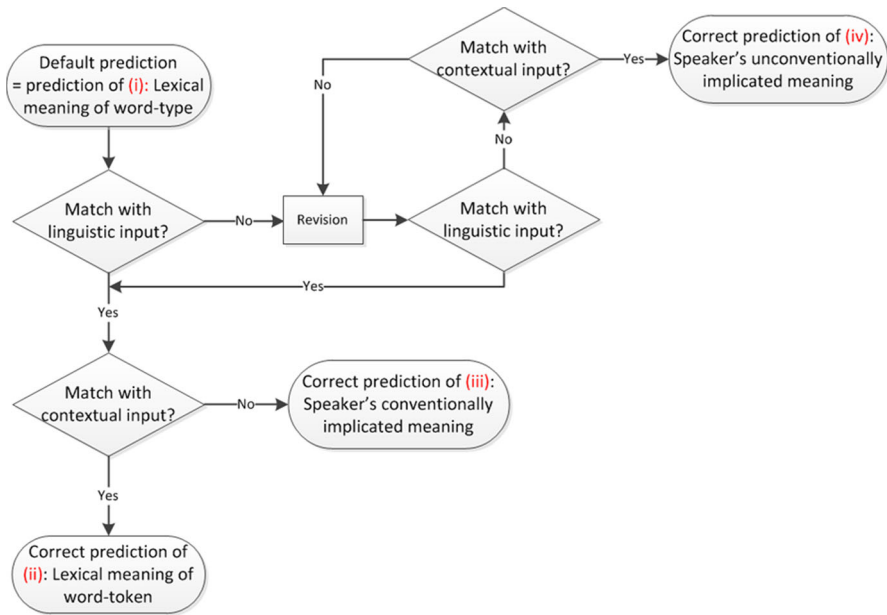 Default prediction
= prediction of (i): Lexical
meaning of word-type
Match with
contextual input?
Yes
Correct prediction of (iv):
Speaker's unconventionally
implicated meaning
No
No
Match with
linguistic input?
No
Revision
Match with
linguistic input?
Yes
Yes
Match with
contextual input?
No
Correct prediction of (iii):
Speaker's conventionally
implicated meaning
Yes
Correct prediction of
(ii): Lexical meaning of
word-token